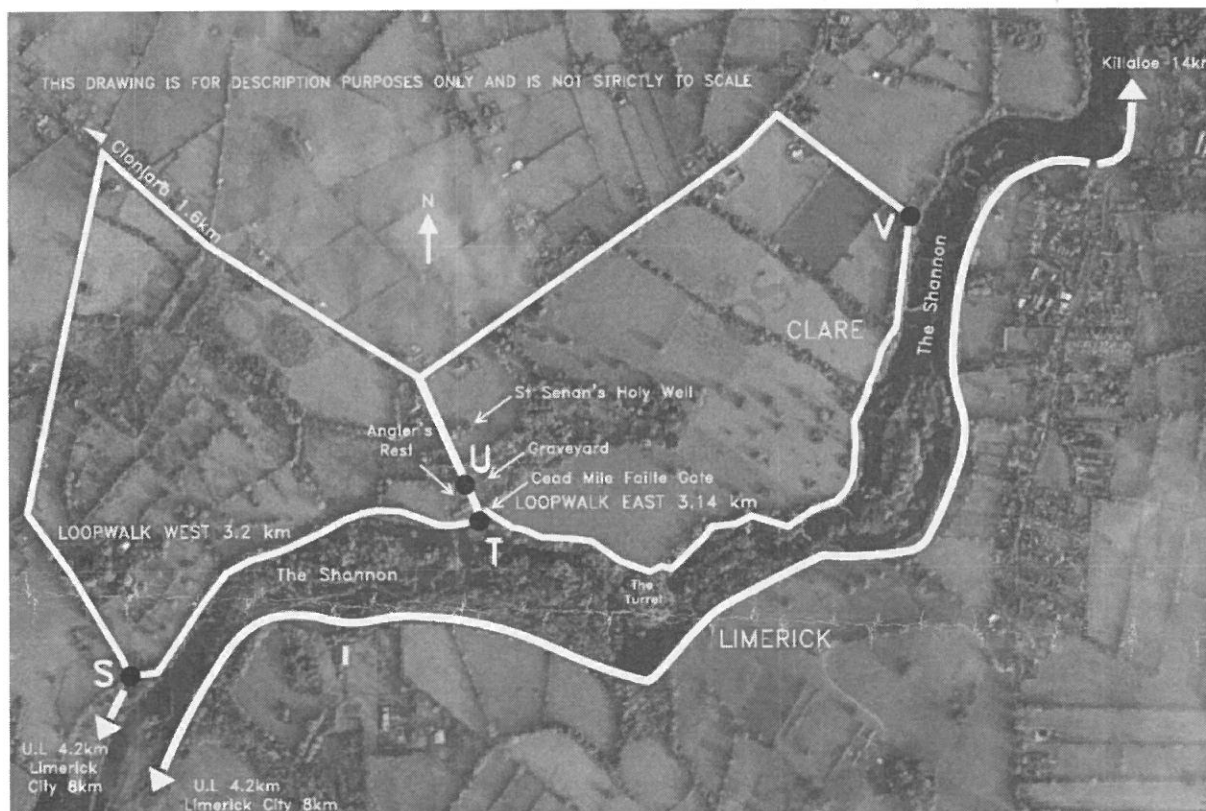 THIS DRAWING IS FOR DESCRIPTION PURPOSES ONLY AND IS NOT STRICTLY TO SCALE
Killaloe 14km
Clonlara 1.6km
N
V
The Shannon
CLARE
St Senan's Holy Well
Angler's
Rest
U
Graveyard
Cead Mile Failte Gate
LOOPWALK EAST 3.14 km
LOOPWALK WEST 3.2 km
T
The Shannon
The
Turret
LIMERICK
S
U.L 4.2km
Limerick
City 8km
U.L 4.2km
Limerick City 8km